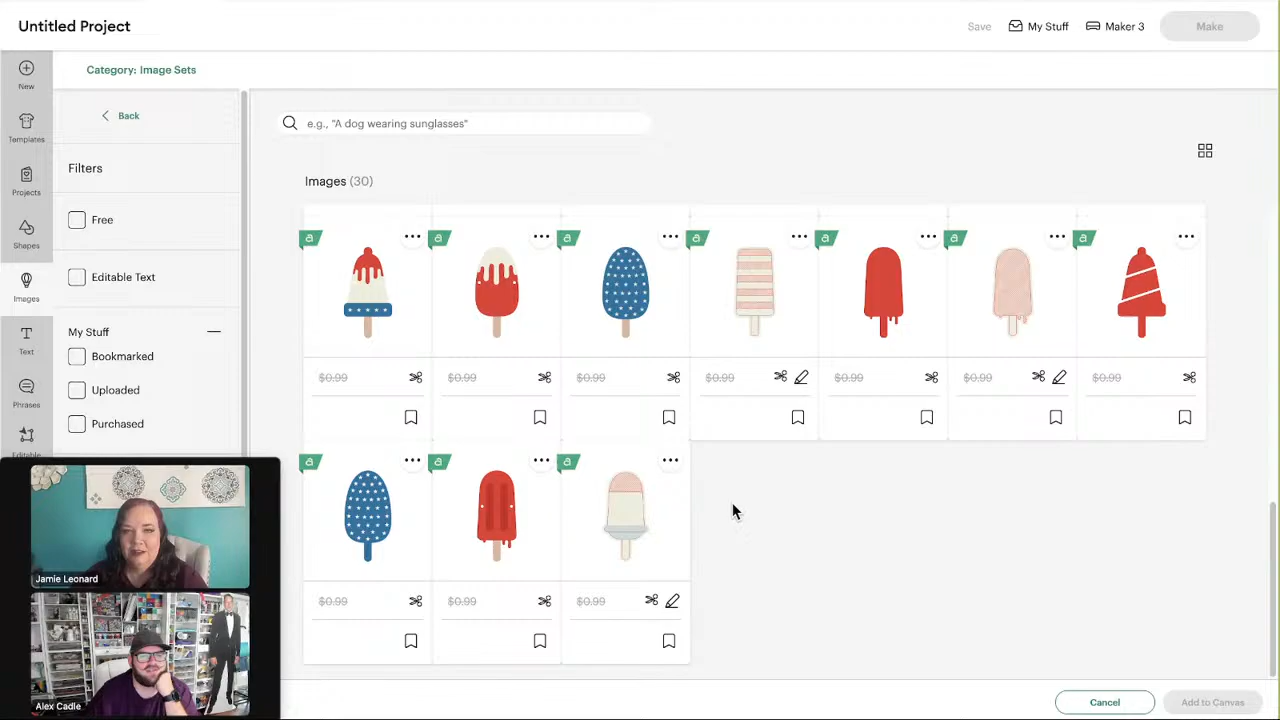 Untitled Project
Save
My Stuff
Maker 3
Make
New
Category: Image Sets
Back
Templates
e.g., "A dog wearing sunglasses"
Filters
Projects
Images (30)
Free
Shapes
Editable Text
Images
My Stuff
Text
Bookmarked
$0.99
$0.99
$0.99
$0.99
$0.99
$0.99
$0.99
Uploaded
Phrases
Purchased
Editable
a
a
a
a
a
a
a
a
a
a
$0.99
$0.99
$0.99
Jamie Leonard
Alex Cadle
Cancel
Add to Canvas